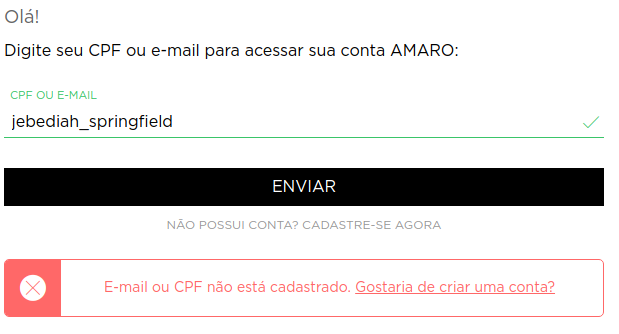 Olá!
Digite seu CPF ou e-mail para acessar sua conta AMARO:
CPF OU E-MAIL
jebediah_springfield
ENVIAR
NÃO POSSUI CONTA? CADASTRE-SE AGORA
E-mail ou CPF não está cadastrado. Gostaria de criar uma conta?